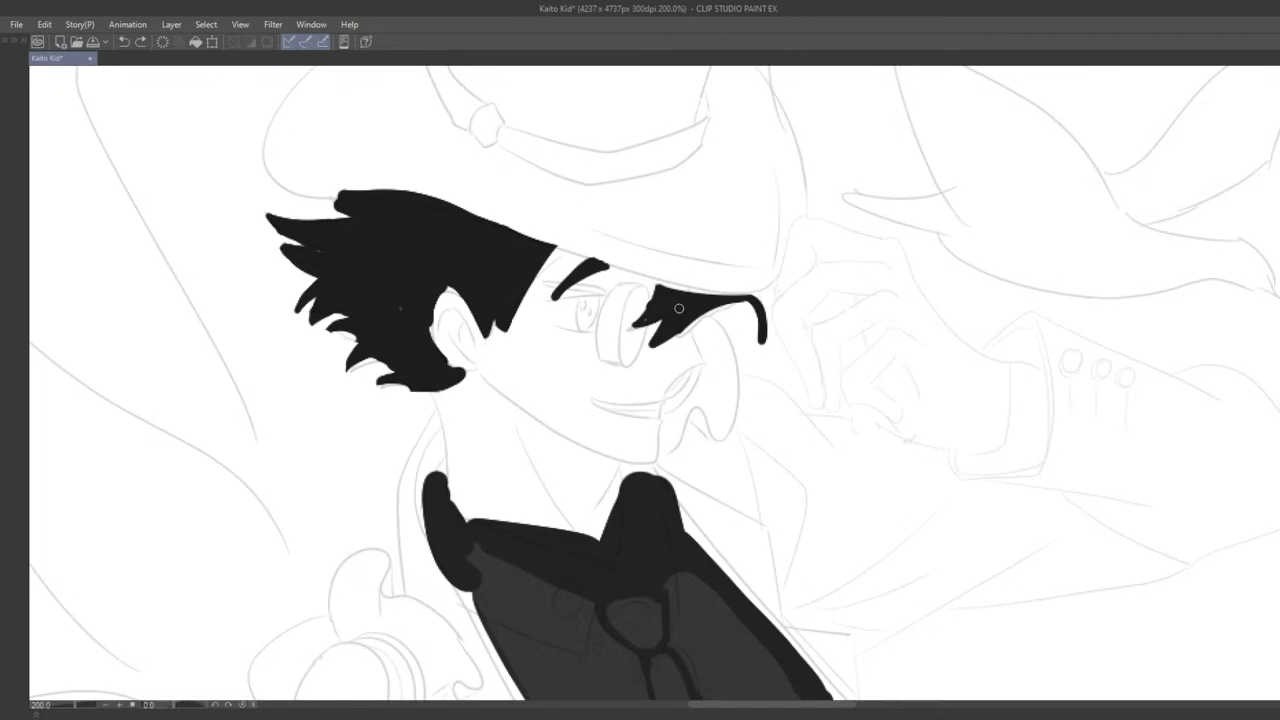 Kaito Kid* (4237 x 4737px 300dpi 200.0%) - CLIP STUDIO PAINT EX
File Edit Story(P) Animation Layer Select View Filter Window Help
Kaito Kid*
200.0 0.0